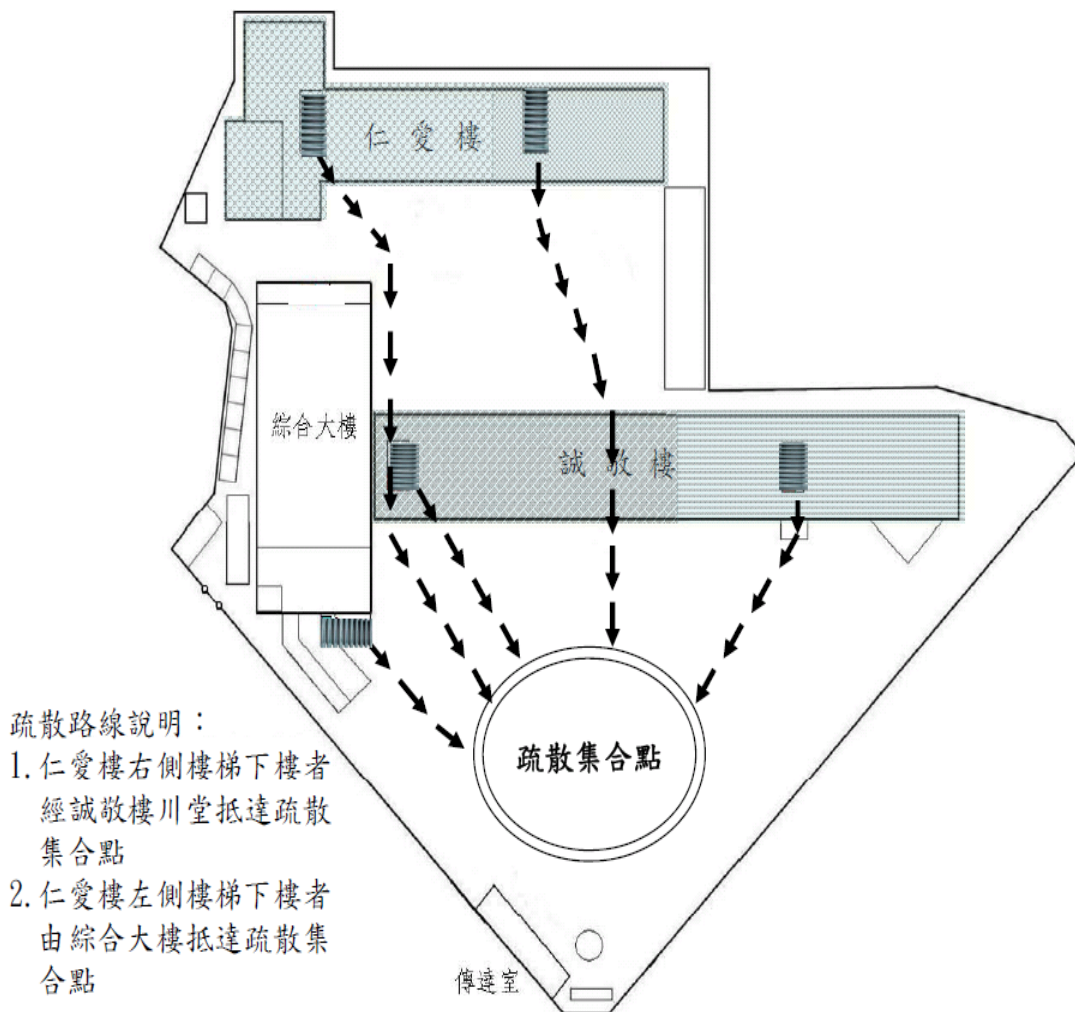 仁愛樓
綜合大樓
誠敬樓
疏散集合點
疏散路線說明：
1.仁愛樓右側樓梯下樓者
經誠敬樓川堂抵達疏散
集合點
2.仁愛樓左側樓梯下樓者
由綜合大樓抵達疏散集
合點
傳達室